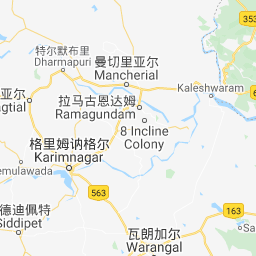 353
特尔默布里
Dharmapuri
曼切里亚尔
Mancherial
Kaleshwaram
亚尔
gtial
拉马古恩达姆
Ramagundam
8 Incline
Colony
格里姆讷格尔
Karimnagar
emulawada
563
163
德迪佩特
Siddipet
瓦朗加尔
Warangal
Sa